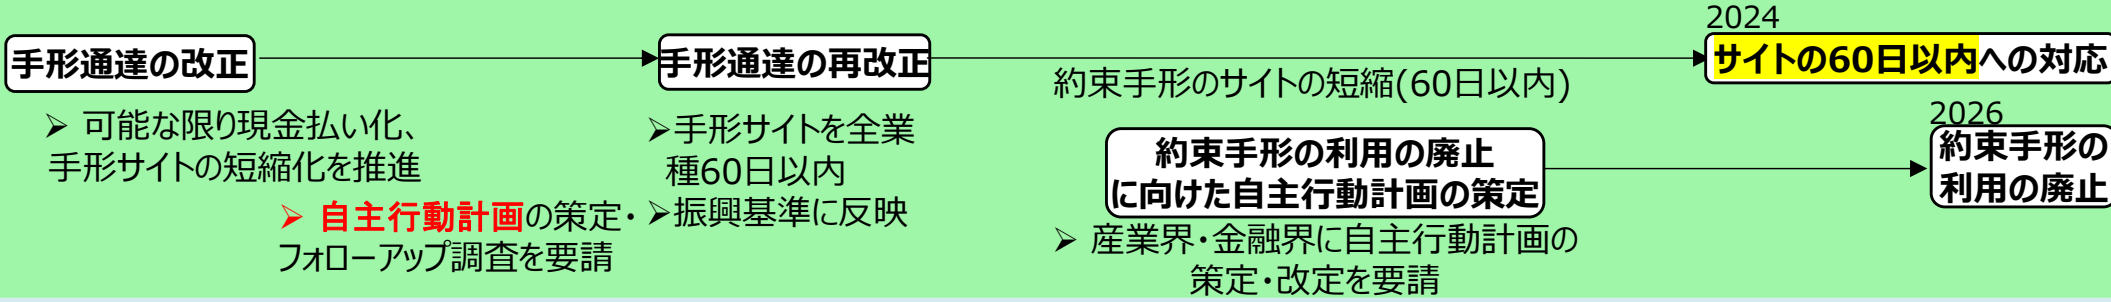 手形通達の改正
➢ 可能な限り現金払い化、
手形サイトの短縮化を推進
➢ 自主行動計画の策定・
フォローアップ調査を要請
手形通達の再改正
➢手形サイトを全業
種60日以内
➢振興基準に反映
約束手形のサイトの短縮(60日以内)
2024
サイトの60日以内への対応
約束手形の利用の廃止
に向けた自主行動計画の策定
➢ 産業界・金融界に自主行動計画の
策定・改定を要請
2026
約束手形の
利用の廃止